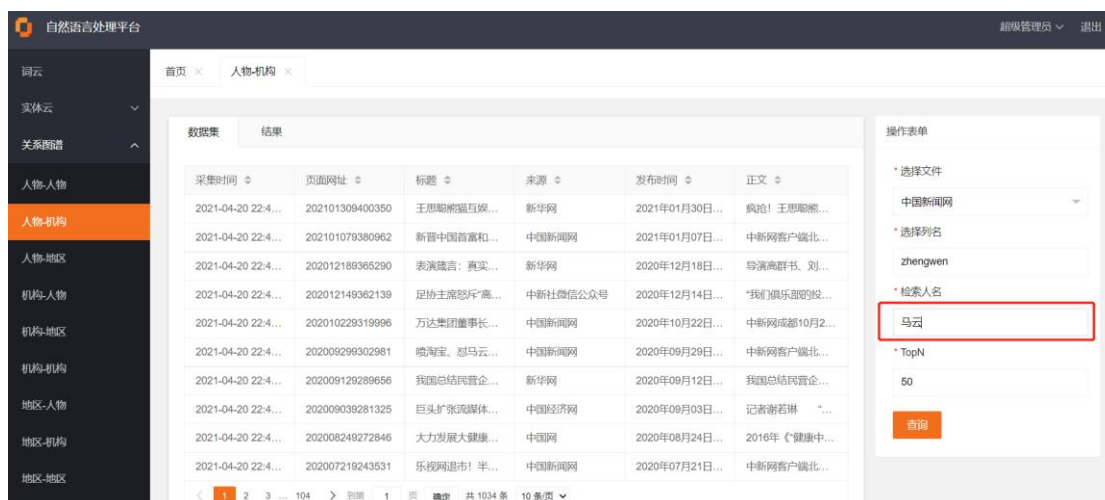 自然语言处理平台
超级管理员 退出
词云
实体云
关系图谱
人物-人物
人物-机构
人物-地区
机构-人物
机构-地区
机构-机构
地区-人物
地区-机构
地区-地区
首页 × 人物-机构 ×
数据集 结果
采集时间 页面网址 标题 来源 发布时间 正文
2021-04-20 22:4... 202101309400350 王思聪熊猫互娱... 新华网 2021年01月30日... 疯抢！王思聪熊...
2021-04-20 22:4... 202101079380962 新晋中国首富和... 中国新闻网 2021年01月07日... 中新网客户端北...
2021-04-20 22:4... 202012189365290 表演箴言：真实... 新华网 2020年12月18日... 导演高群书、刘...
2021-04-20 22:4... 202012149362139 足协主席怒斥“高... 中新社微信公众号 2020年12月14日... “我们俱乐部的投...
2021-04-20 22:4... 202010229319996 万达集团董事长... 中国新闻网 2020年10月22日... 中新网成都10月2...
2021-04-20 22:4... 202009299302981 喷淘宝、怼马云... 中国新闻网 2020年09月29日... 中新网客户端北...
2021-04-20 22:4... 202009129289656 我国总结民营企... 新华网 2020年09月12日... 我国总结民营企...
2021-04-20 22:4... 202009039281325 巨头扩张流媒体... 中国经济网 2020年09月03日... 记者谢若琳 “...
2021-04-20 22:4... 202008249272846 大力发展大健康... 中国网 2020年08月24日... 2016年《“健康中...
2021-04-20 22:4... 202007219243531 乐视网退市！半... 中国新闻网 2020年07月21日... 中新网客户端北...
< 1 2 3 ... 104 > 到第 1 页 确定 共 1034 条 10 条/页
操作表单
* 选择文件
中国新闻网
* 选择列名
zhengwen
* 检索人名
马云
* TopN
50
查询